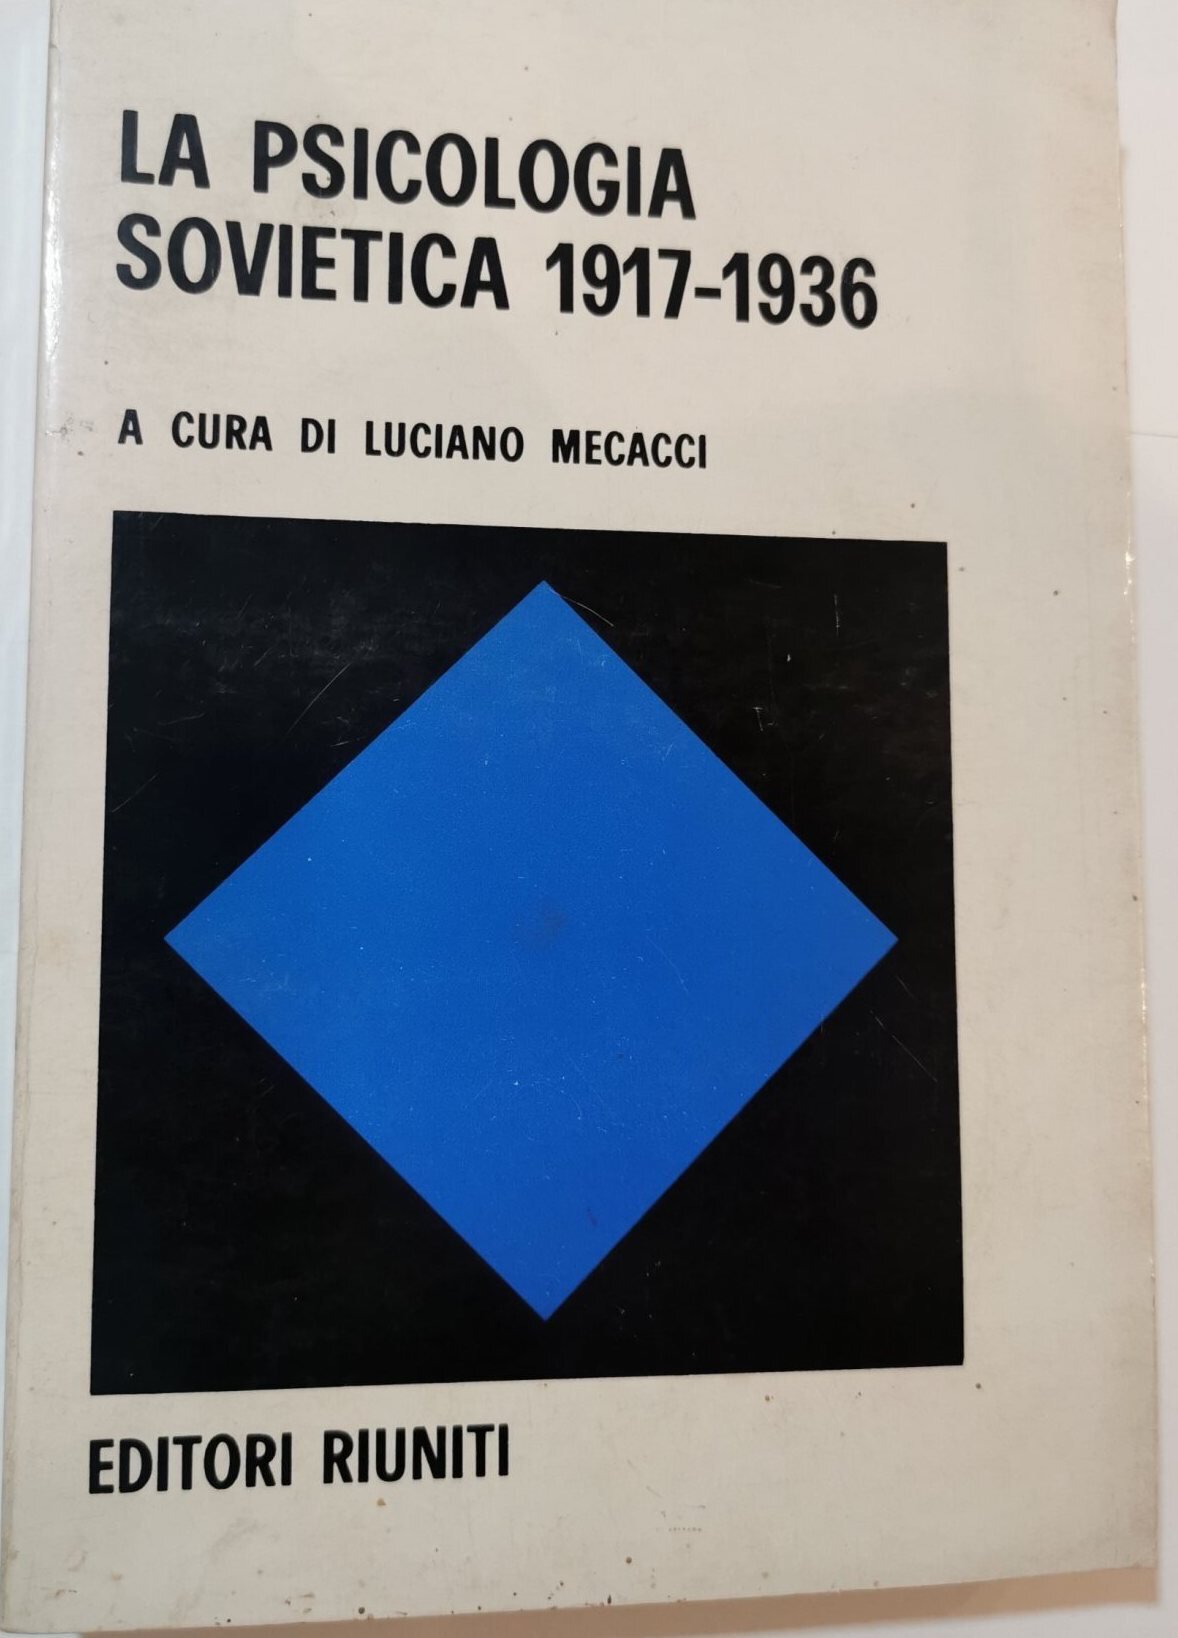 LA PSICOLOGIA
SOVIETICA 1917-1936
A CURA DI LUCIANO MECACCI
EDITORI RIUNITI